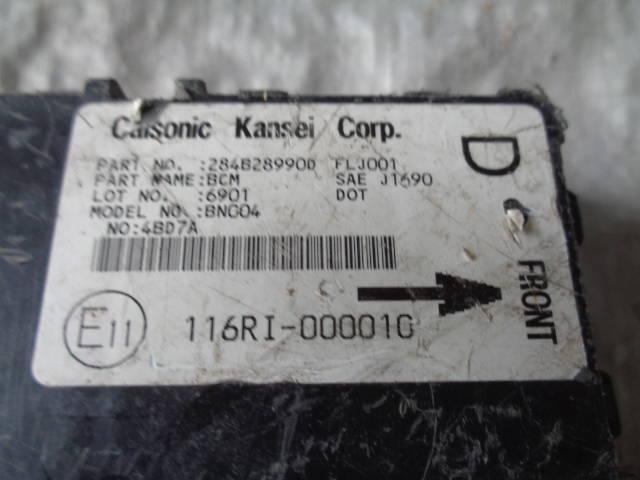 Calsonic Kansei Corp.
PART NO. :284B28990D FLJ001
PART NAME:BCM SAE J1690
LOT NO. :6901 DOT
MODEL NO. :BNG04
NO:4BD7A
D
FRONT
E11 116RI-000010